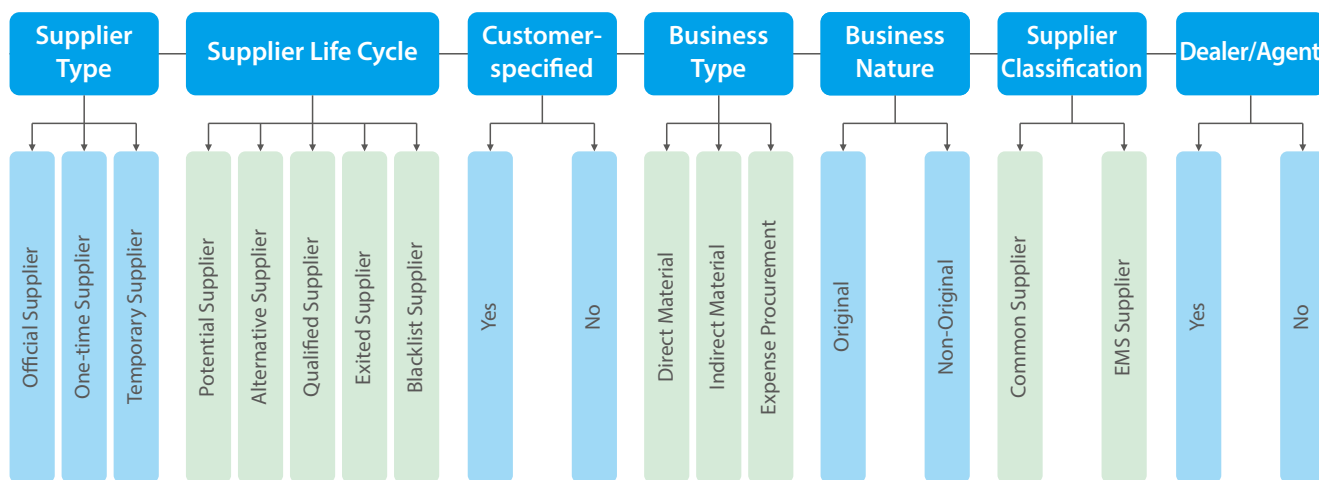 Supplier
Type
Supplier Life Cycle
Customer-
specified
Business
Type
Business
Nature
Supplier
Classification
Dealer/Agent
Official Supplier
One-time Supplier
Temporary Supplier
Potential Supplier
Alternative Supplier
Qualified Supplier
Exited Supplier
Blacklist Supplier
Yes
No
Direct Material
Indirect Material
Expense Procurement
Original
Non-Original
Common Supplier
EMS Supplier
Yes
No